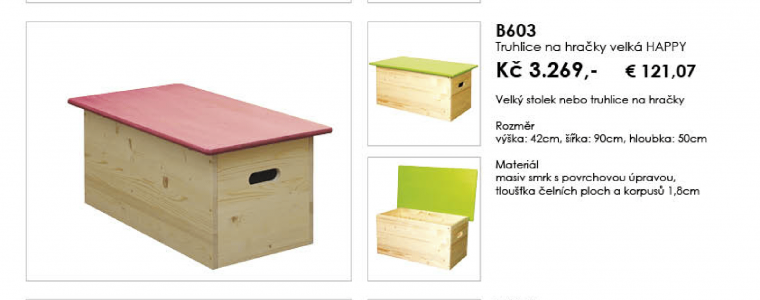 B603
Truhlice na hračky velká HAPPY
Kč 3.269,- € 121,07
Velký stolek nebo truhlice na hračky
Rozměr
výška: 42cm, šířka: 90cm, hloubka: 50cm
Materiál
masiv smrk s povrchovou úpravou,
tloušťka čelních ploch a korpusů 1,8cm